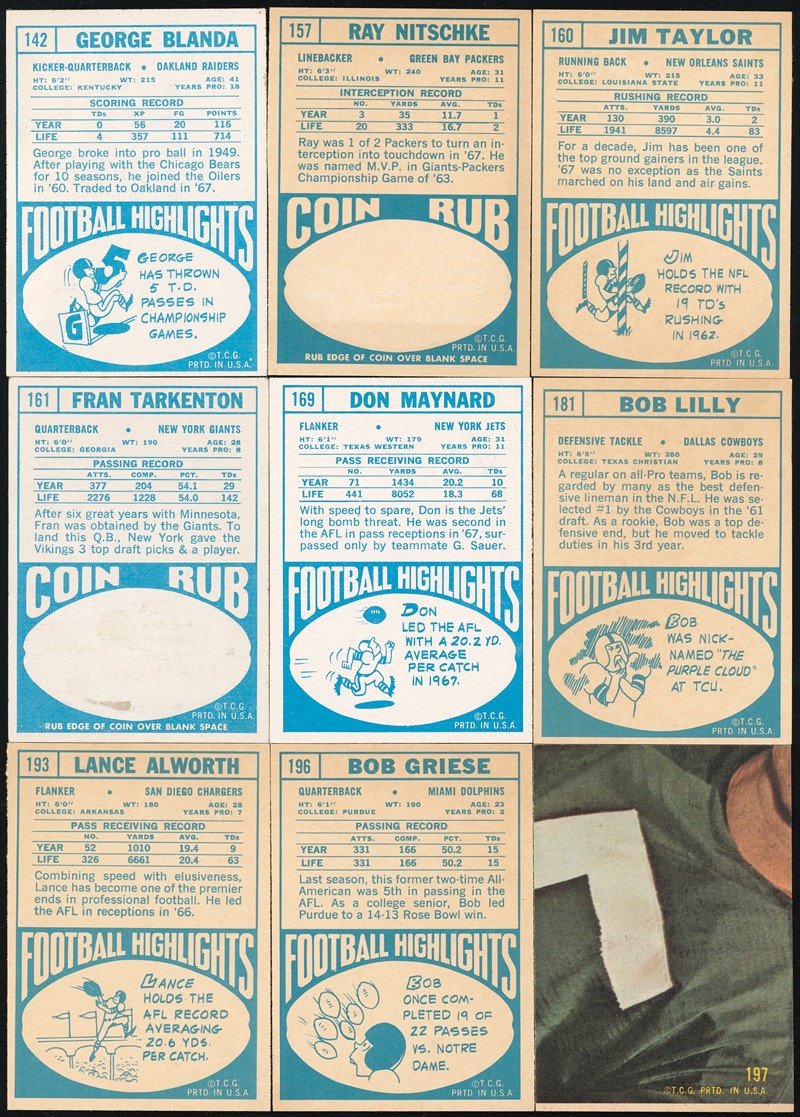 142 GEORGE BLANDA
KICKER-QUARTERBACK • OAKLAND RAIDERS
HT: 6'2" WT: 215 AGE: 41
COLLEGE: KENTUCKY YEARS PRO: 18
SCORING RECORD
TDs XP FG POINTS
YEAR 0 56 20 116
LIFE 4 357 111 714
George broke into pro ball in 1949.
After playing with the Chicago Bears
for 10 seasons, he joined the Oilers
in '60. Traded to Oakland in '67.
FOOTBALL HIGHLIGHTS
5
G
GEORGE
HAS THROWN
5 T.D.
PASSES IN
CHAMPIONSHIP
GAMES.
©T.C.G.
PRTD. IN U.S.A.
157 RAY NITSCHKE
LINEBACKER • GREEN BAY PACKERS
HT: 6'3" WT: 240 AGE: 31
COLLEGE: ILLINOIS YEARS PRO: 11
INTERCEPTION RECORD
NO. YARDS AVG. TDs
YEAR 3 35 11.7 1
LIFE 20 333 16.7 2
Ray was 1 of 2 Packers to turn an in-
terception into touchdown in '67. He
was named M.V.P. in Giants-Packers
Championship Game of '63.
COIN RUB
©T.C.G.
PRTD. IN U.S.A.
RUB EDGE OF COIN OVER BLANK SPACE
160 JIM TAYLOR
RUNNING BACK • NEW ORLEANS SAINTS
HT: 6'0" WT: 215 AGE: 33
COLLEGE: LOUISIANA STATE YEARS PRO: 11
RUSHING RECORD
ATTS. YARDS AVG. TDs
YEAR 130 390 3.0 2
LIFE 1941 8597 4.4 83
For a decade, Jim has been one of
the top ground gainers in the league.
'67 was no exception as the Saints
marched on his land and air gains.
FOOTBALL HIGHLIGHTS
JIM
HOLDS THE NFL
RECORD WITH
19 TD'S
RUSHING
IN 1962.
©T.C.G.
PRTD. IN U.S.A.
161 FRAN TARKENTON
QUARTERBACK • NEW YORK GIANTS
HT: 6'0" WT: 190 AGE: 28
COLLEGE: GEORGIA YEARS PRO: 8
PASSING RECORD
ATTS. COMP. PCT. TDs
YEAR 377 204 54.1 29
LIFE 2276 1228 54.0 142
After six great years with Minnesota,
Fran was obtained by the Giants. To
land this Q.B., New York gave the
Vikings 3 top draft picks & a player.
COIN RUB
©T.C.G.
PRTD. IN U.S.A.
RUB EDGE OF COIN OVER BLANK SPACE
169 DON MAYNARD
FLANKER • NEW YORK JETS
HT: 6'1" WT: 179 AGE: 31
COLLEGE: TEXAS WESTERN YEARS PRO: 11
PASS RECEIVING RECORD
NO. YARDS AVG. TDs
YEAR 71 1434 20.2 10
LIFE 441 8052 18.3 68
With speed to spare, Don is the Jets'
long bomb threat. He was second in
the AFL in pass receptions in '67, sur-
passed only by teammate G. Sauer.
FOOTBALL HIGHLIGHTS
DON
LED THE AFL
WITH A 20.2 YD.
AVERAGE
PER CATCH
IN 1967.
©T.C.G.
PRTD. IN U.S.A.
181 BOB LILLY
DEFENSIVE TACKLE • DALLAS COWBOYS
HT: 6'5" WT: 260 AGE: 29
COLLEGE: TEXAS CHRISTIAN YEARS PRO: 8
A regular on all-Pro teams, Bob is re-
garded by many as the best defen-
sive lineman in the N.F.L. He was se-
lected #1 by the Cowboys in the '61
draft. As a rookie, Bob was a top de-
fensive end, but he moved to tackle
duties in his 3rd year.
FOOTBALL HIGHLIGHTS
BOB
WAS NICK-
NAMED "THE
PURPLE CLOUD"
AT TCU.
©T.C.G.
PRTD. IN U.S.A.
193 LANCE ALWORTH
FLANKER • SAN DIEGO CHARGERS
HT: 6'0" WT: 180 AGE: 28
COLLEGE: ARKANSAS YEARS PRO: 7
PASS RECEIVING RECORD
NO. YARDS AVG. TDs
YEAR 52 1010 19.4 9
LIFE 326 6661 20.4 63
Combining speed with elusiveness,
Lance has become one of the premier
ends in professional football. He led
the AFL in receptions in '66.
FOOTBALL HIGHLIGHTS
LANCE
HOLDS THE
AFL RECORD
AVERAGING
20.6 YDS.
PER CATCH.
©T.C.G.
PRTD. IN U.S.A.
196 BOB GRIESE
QUARTERBACK • MIAMI DOLPHINS
HT: 6'1" WT: 190 AGE: 23
COLLEGE: PURDUE YEARS PRO: 2
PASSING RECORD
ATTS. COMP. PCT. TDs
YEAR 331 166 50.2 15
LIFE 331 166 50.2 15
Last season, this former two-time All-
American was 5th in passing in the
AFL. As a college senior, Bob led
Purdue to a 14-13 Rose Bowl win.
FOOTBALL HIGHLIGHTS
BOB
ONCE COM-
PLETED 19 OF
22 PASSES
VS. NOTRE
DAME.
©T.C.G.
PRTD. IN U.S.A.
197
©T.C.G. PRTD. IN U.S.A.